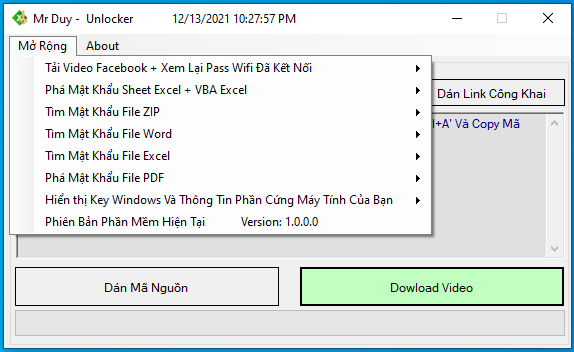 Mr Duy - Unlocker 12/13/2021 10:27:57 PM
Mở Rộng About
Tải Video Facebook + Xem Lại Pass Wifi Đã Kết Nối
Phá Mật Khẩu Sheet Excel + VBA Excel
Tìm Mật Khẩu File ZIP
Tìm Mật Khẩu File Word
Tìm Mật Khẩu File Excel
Phá Mật Khẩu File PDF
Hiển thị Key Windows Và Thông Tin Phần Cứng Máy Tính Của Bạn
Phiên Bản Phần Mềm Hiện Tại Version: 1.0.0.0
Dán Link Công Khai
+A' Và Copy Mã
Dán Mã Nguồn
Dowload Video